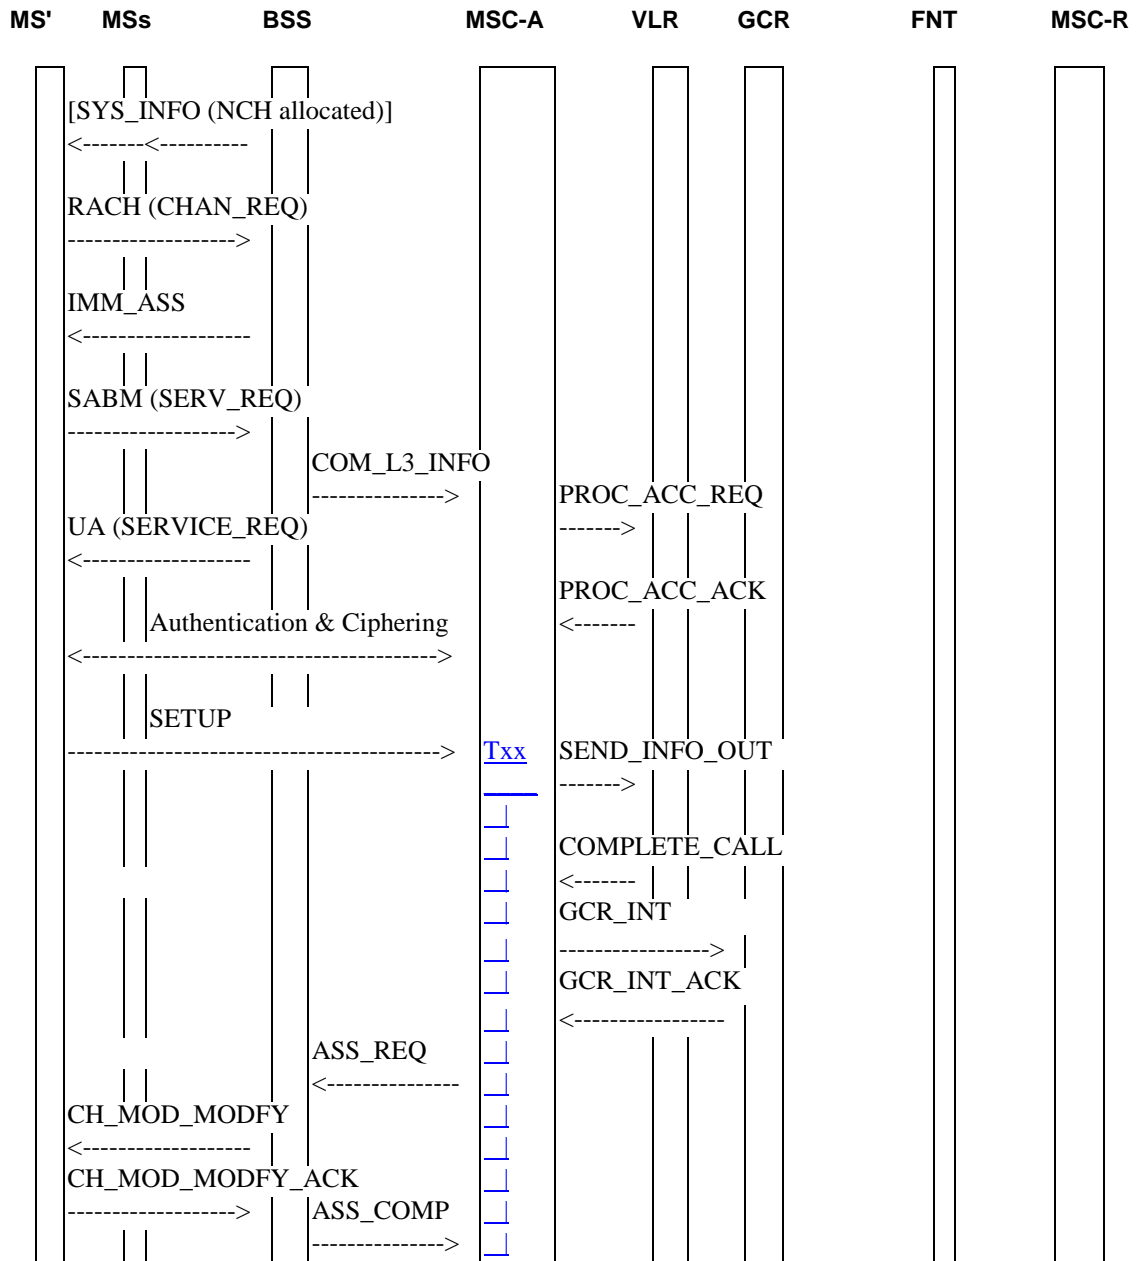 MS' MSs BSS MSC-A VLR GCR FNT MSC-R
[SYS_INFO (NCH allocated)]
<-------<----------
RACH (CHAN_REQ)
------------------->
IMM_ASS
<-------------------
SABM (SERV_REQ)
------------------->
COM_L3_INFO
---------------> PROC_ACC_REQ
UA (SERVICE_REQ) ------->
<-------------------
PROC_ACC_ACK
Authentication & Ciphering <-------
<---------------------------------------->
SETUP
------------------------------------------> Txx SEND_INFO_OUT
------->
COMPLETE_CALL
<-------
GCR_INT
----------------->
GCR_INT_ACK
<-----------------
ASS_REQ
<---------------
CH_MOD_MODFY
<-------------------
CH_MOD_MODFY_ACK
-------------------> ASS_COMP
--------------->